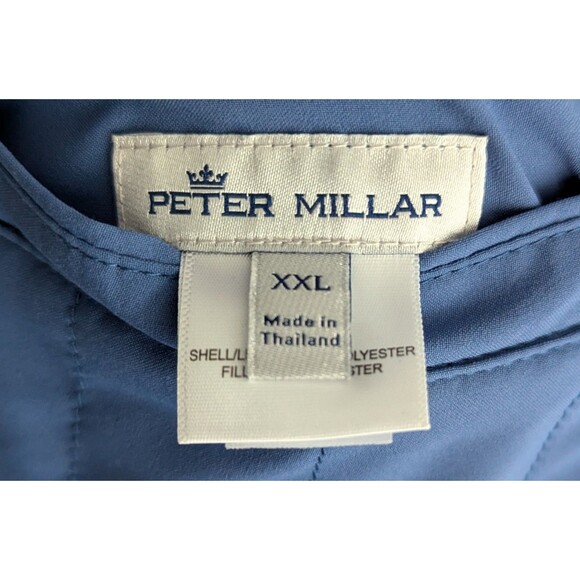 PETER MILLAR
XXL
Made in
Thailand
SHELL/L OLYESTER
FILL STER